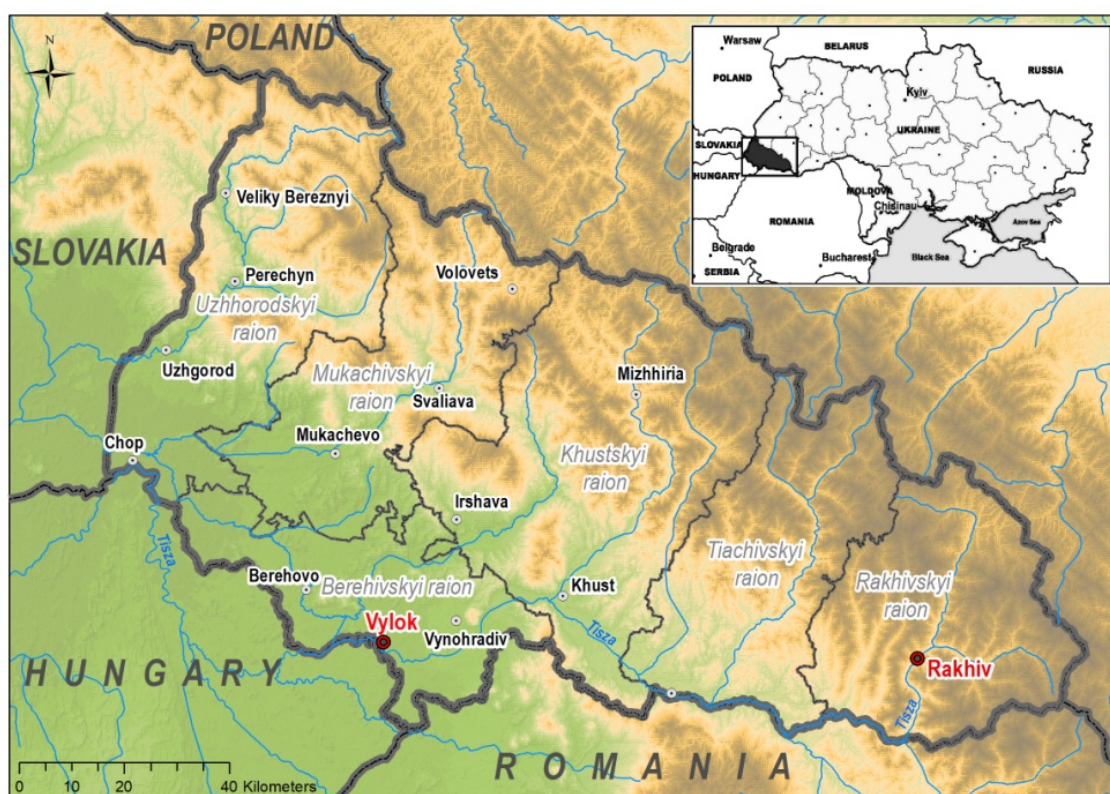 N
POLAND
SLOVAKIA
Veliky Bereznyi
Perechyn
Uzhhorodskyi
raion
Uzhgorod
Volovets
Mukachivskyi
raion
Svaliava
Mizhhiria
Chop
Mukachevo
Khustskyi
raion
Irshava
Tisza
Berehovo
Berehivskyi raion
Khust
Tiachivskyi
raion
Rakhivskyi
raion
Vylok
Vynohradiv
Tisza
Rakhiv
Tisza
HUNGARY
ROMANIA
0 10 20 40 Kilometers
Warsaw
BELARUS
POLAND
RUSSIA
Kyiv
UKRAINE
SLOVAKIA
HUNGARY
MOLDOVA
Chisinau
ROMANIA
Azov Sea
Belgrade
Bucharest
Black Sea
SERBIA